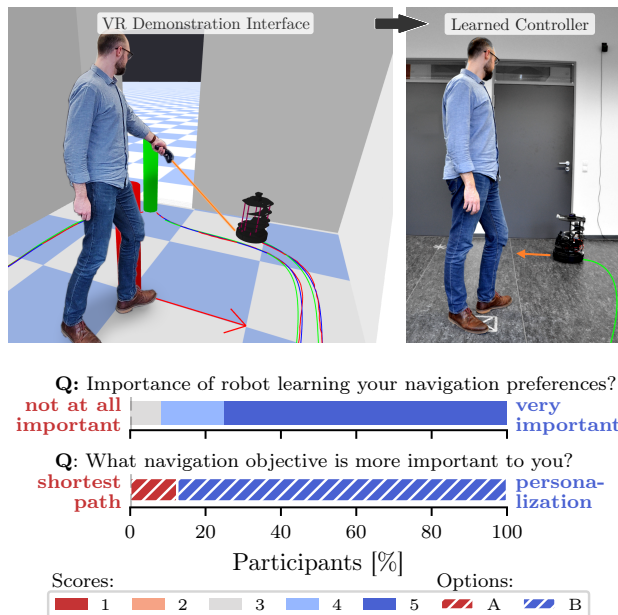 VR Demonstration Interface
Learned Controller
Q: Importance of robot learning your navigation preferences?
not at all important
very important
Q: What navigation objective is more important to you?
shortest path
persona-lization
0 20 40 60 80 100
Participants [%]
Scores: Options:
1 2 3 4 5 A B